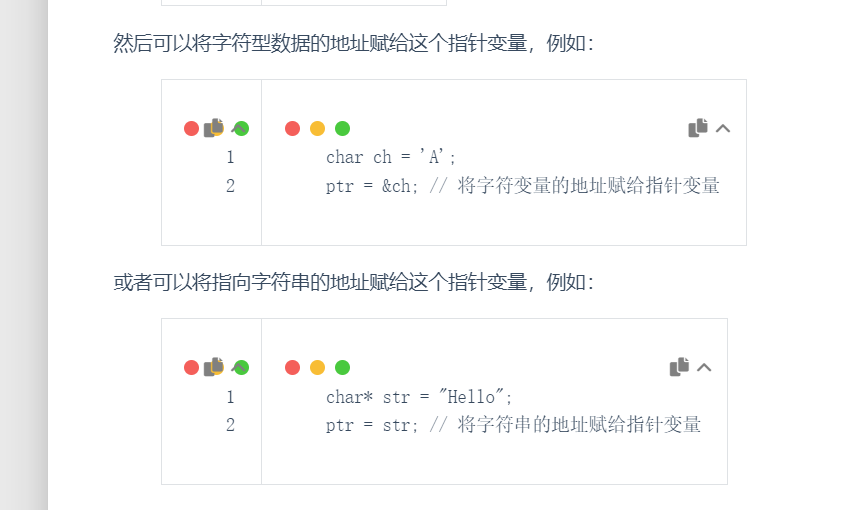 然后可以将字符型数据的地址赋给这个指针变量，例如：
1 char ch = 'A';
2 ptr = &ch; // 将字符变量的地址赋给指针变量
或者可以将指向字符串的地址赋给这个指针变量，例如：
1 char* str = "Hello";
2 ptr = str; // 将字符串的地址赋给指针变量